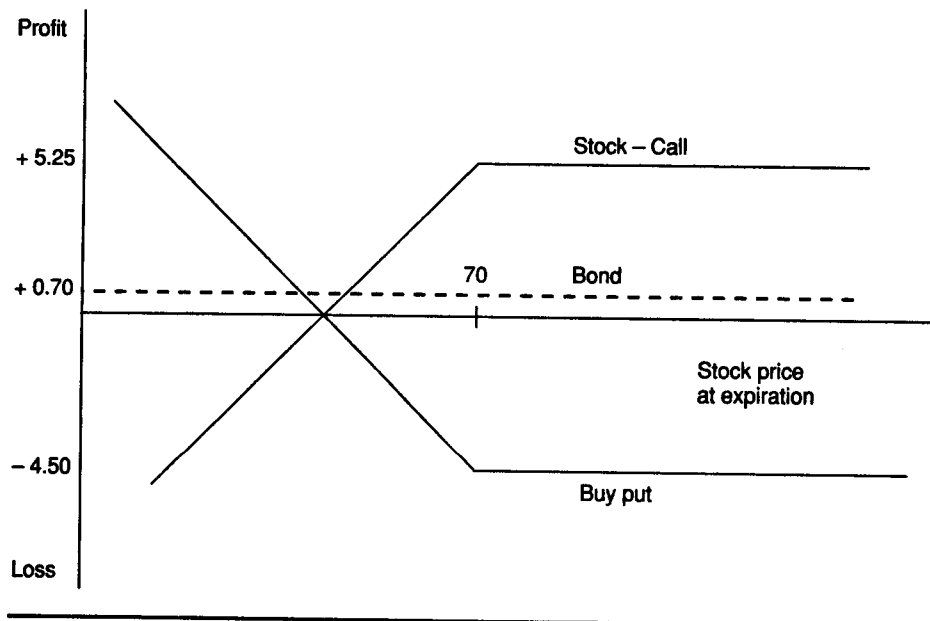 Profit
+ 5.25
Stock – Call
+ 0.70
70
Bond
Stock price
at expiration
– 4.50
Buy put
Loss